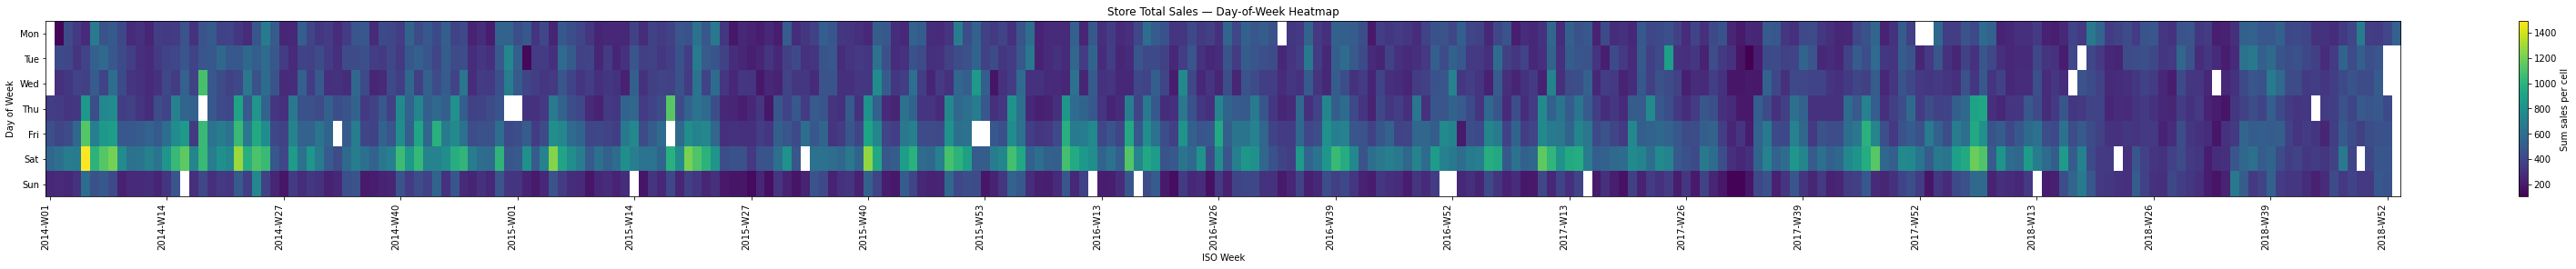 Store Total Sales — Day-of-Week Heatmap
Day of Week
Mon
Tue
Wed
Thu
Fri
Sat
Sun
2014-W01
2014-W14
2014-W27
2014-W40
2015-W01
2015-W14
2015-W27
2015-W40
2015-W53
2016-W13
2016-W26
2016-W39
2016-W52
2017-W13
2017-W26
2017-W39
2017-W52
2018-W13
2018-W26
2018-W39
2018-W52
ISO Week
1400
1200
1000
800
600
400
200
Sum sales per cell